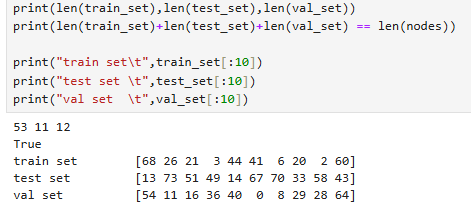 print(len(train_set),len(test_set),len(val_set))
print(len(train_set)+len(test_set)+len(val_set) == len(nodes))
print("train set\t",train_set[:10])
print("test set \t",test_set[:10])
print("val set  \t",val_set[:10])
53 11 12
True
train set        [68 26 21  3 44 41  6 20  2 60]
test set         [13 73 51 49 14 67 70 33 58 43]
val set          [54 11 16 36 40  0  8 29 28 64]